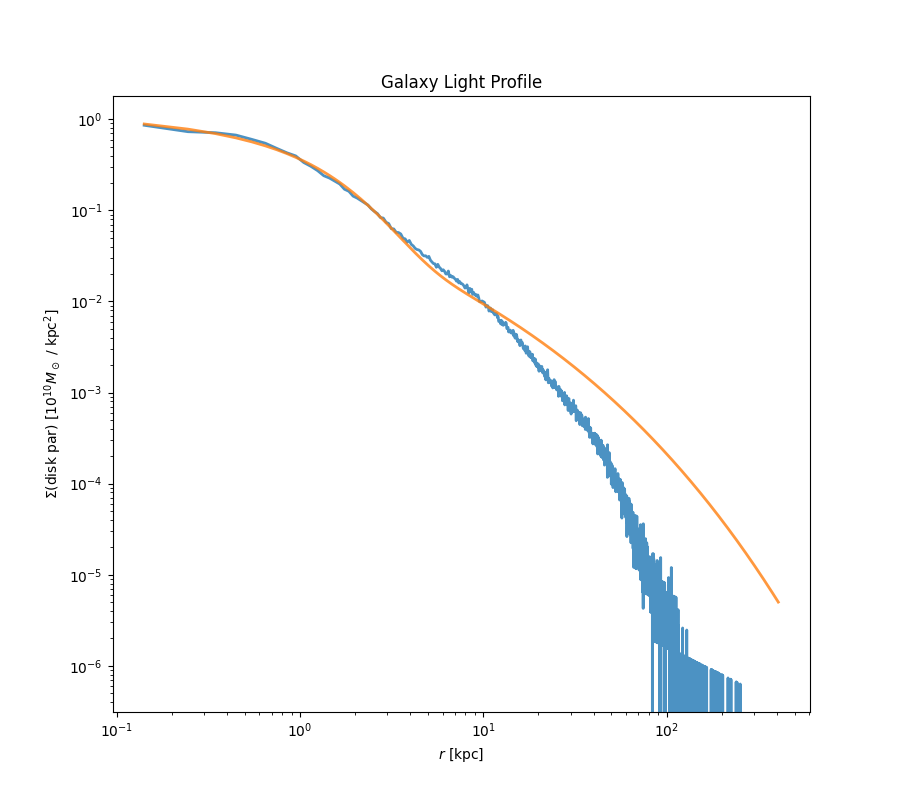 Galaxy Light Profile
Σ(disk par) [10¹⁰M⊙ / kpc²]
10⁰
10⁻¹
10⁻²
10⁻³
10⁻⁴
10⁻⁵
10⁻⁶
10⁻¹ 10⁰ 10¹ 10²
r [kpc]